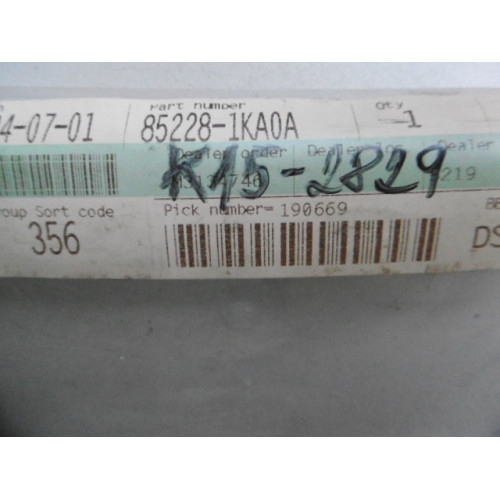 Part number Qty
4-07-01 85228-1KA0A 1
Dealer order Dealer
K15-2829
746 219
roup Sort code Pick number= 190669
356 DS